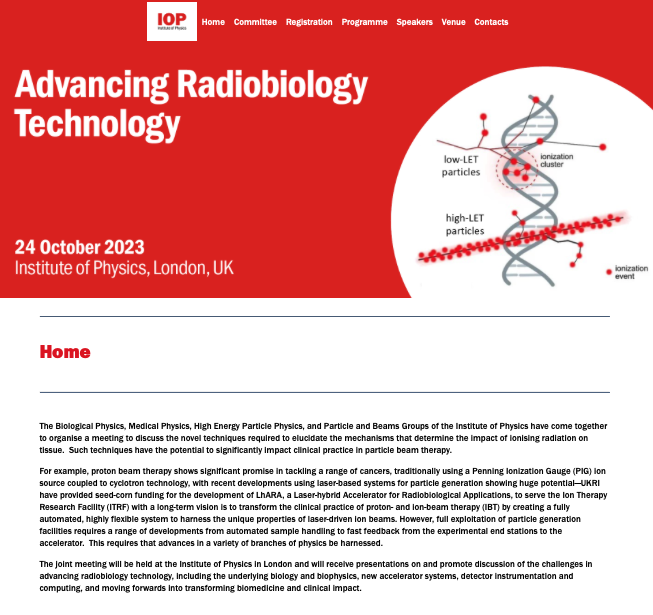 IOP
Institute of Physics
Home Committee Registration Programme Speakers Venue Contacts
Advancing Radiobiology
Technology
low-LET
particles
ionization
cluster
high-LET
particles
ionization
event
24 October 2023
Institute of Physics, London, UK
Home
The Biological Physics, Medical Physics, High Energy Particle Physics, and Particle and Beams Groups of the Institute of Physics have come together
to organise a meeting to discuss the novel techniques required to elucidate the mechanisms that determine the impact of ionising radiation on
tissue. Such techniques have the potential to significantly impact clinical practice in particle beam therapy.
For example, proton beam therapy shows significant promise in tackling a range of cancers, traditionally using a Penning Ionization Gauge (PIG) ion
source coupled to cyclotron technology, with recent developments using laser-based systems for particle generation showing huge potential—UKRI
have provided seed-corn funding for the development of LhARA, a Laser-hybrid Accelerator for Radiobiological Applications, to serve the Ion Therapy
Research Facility (ITRF) with a long-term vision is to transform the clinical practice of proton- and ion-beam therapy (IBT) by creating a fully
automated, highly flexible system to harness the unique properties of laser-driven ion beams. However, full exploitation of particle generation
facilities requires a range of developments from automated sample handling to fast feedback from the experimental end stations to the
accelerator. This requires that advances in a variety of branches of physics be harnessed.
The joint meeting will be held at the Institute of Physics in London and will receive presentations on and promote discussion of the challenges in
advancing radiobiology technology, including the underlying biology and biophysics, new accelerator systems, detector instrumentation and
computing, and moving forwards into transforming biomedicine and clinical impact.